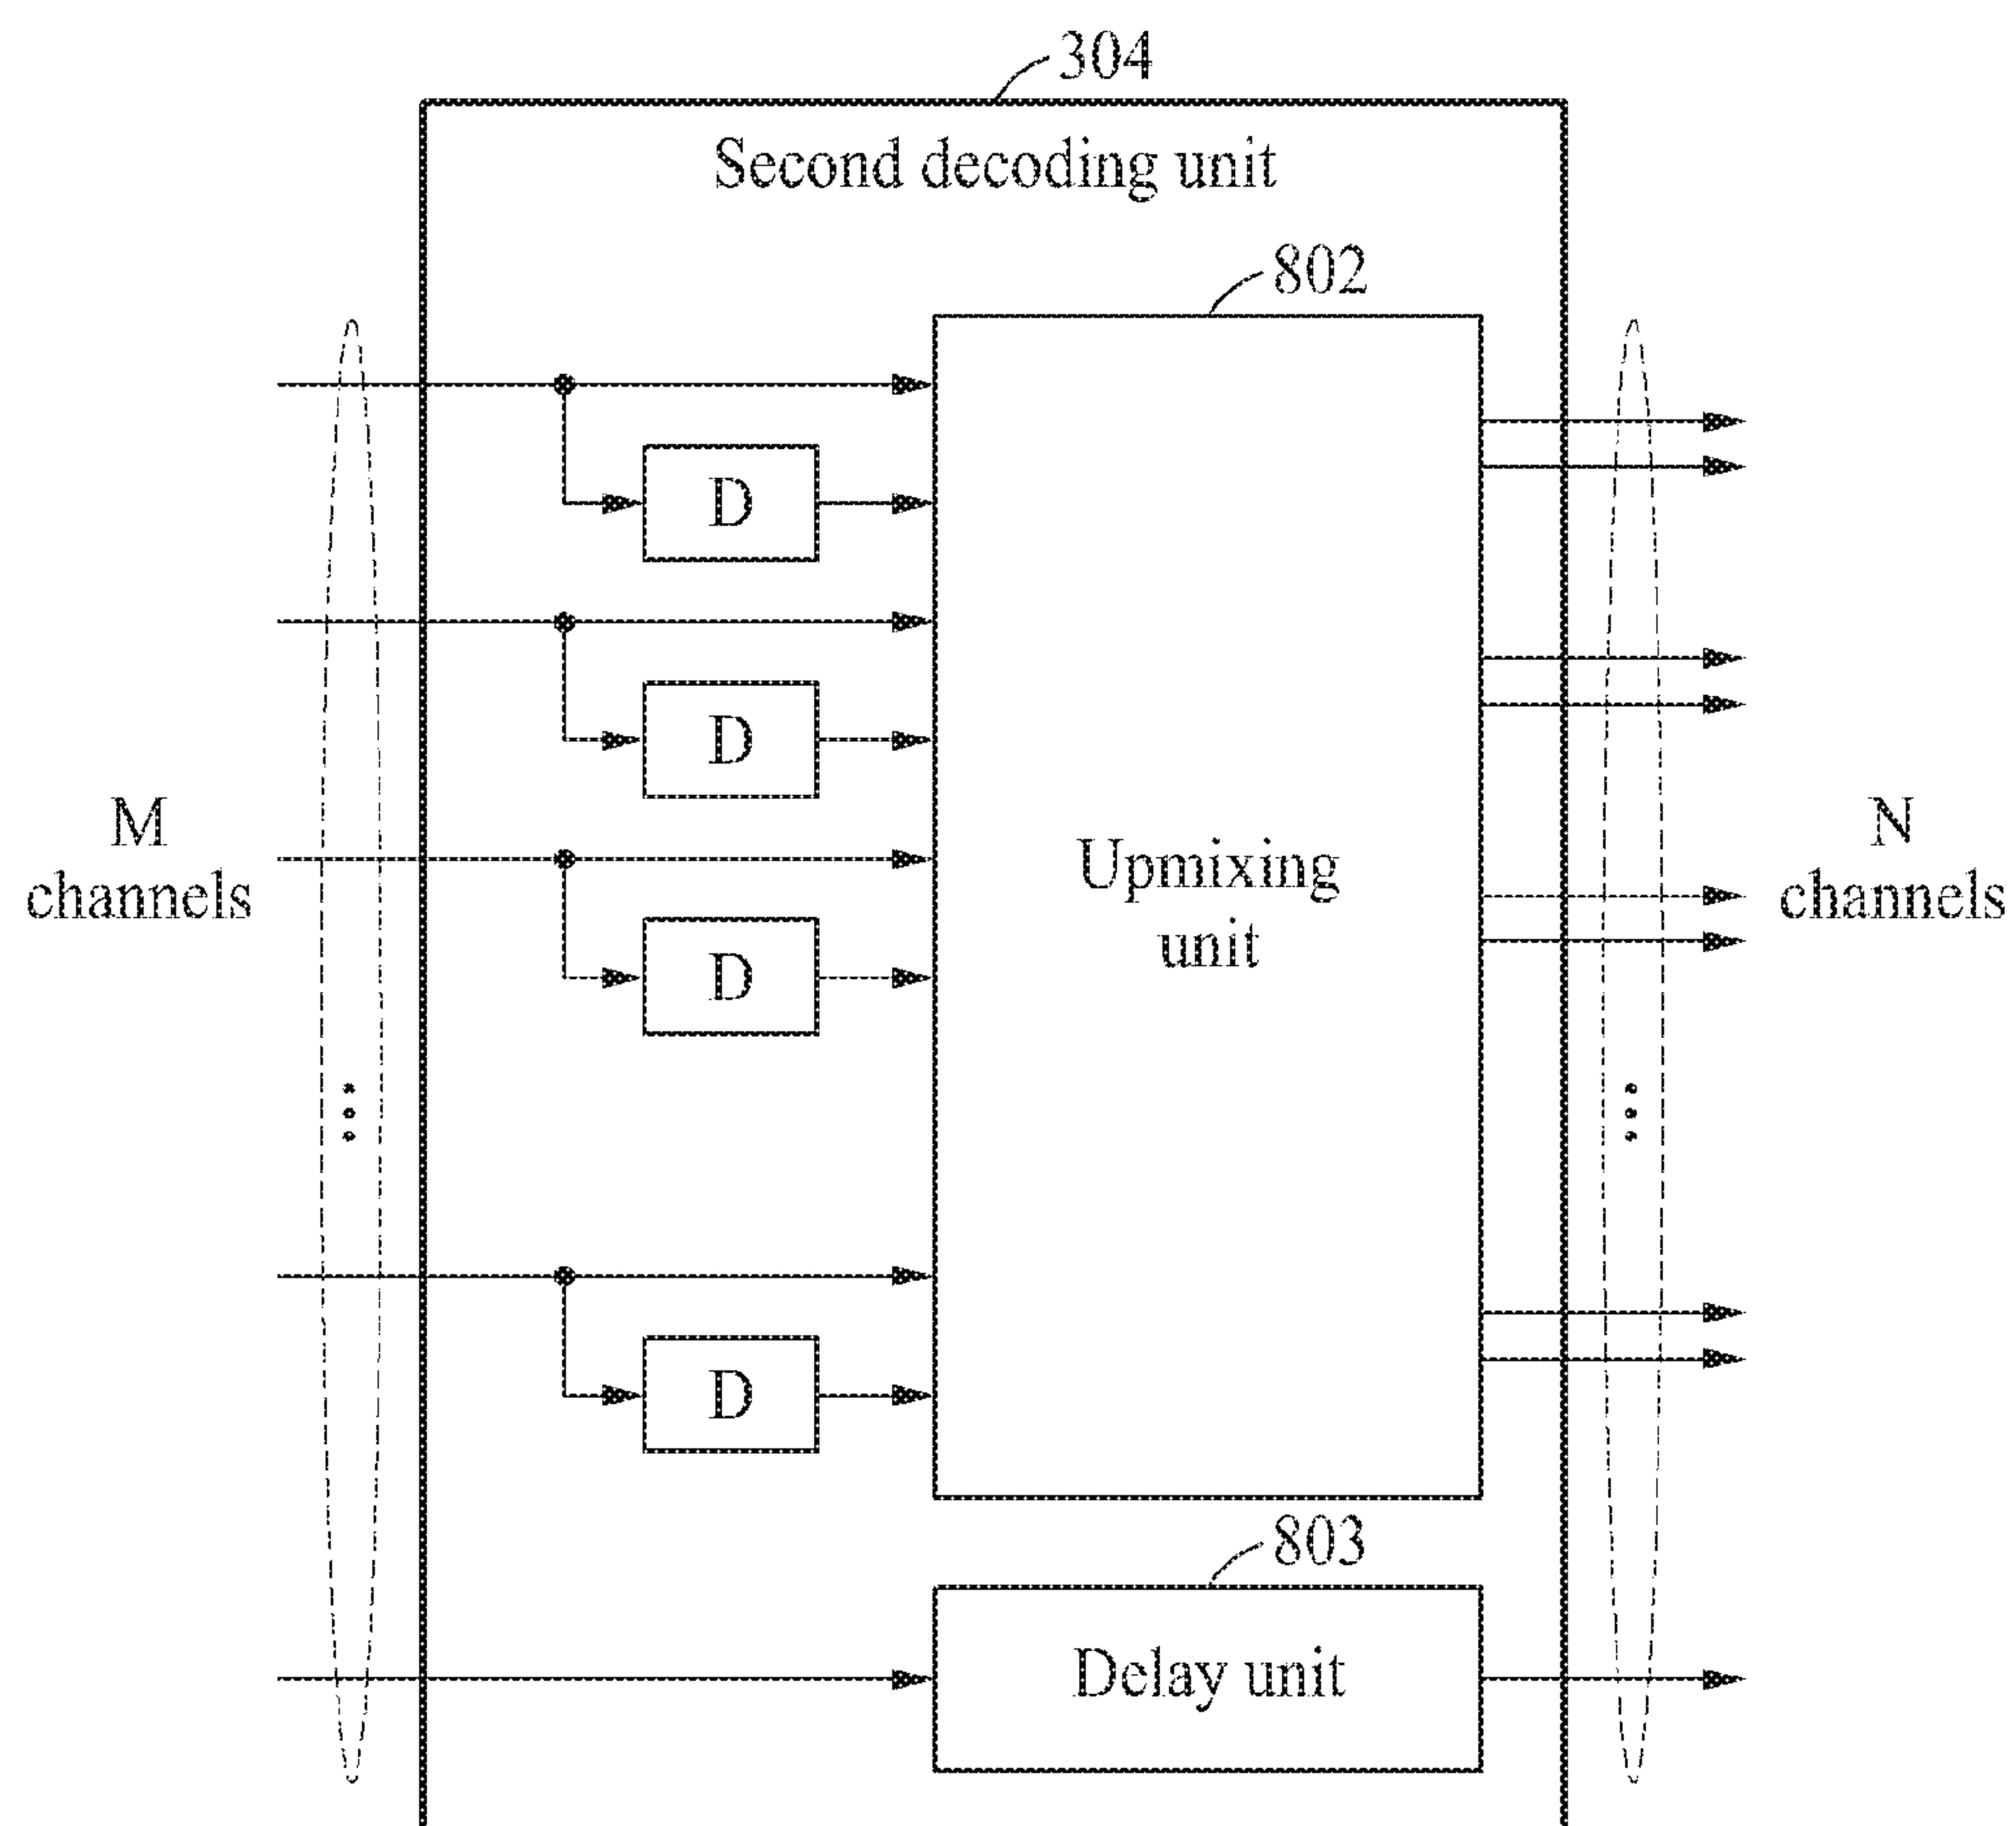 304
Second decoding unit
802
D
D
M
channels
Upmixing
unit
N
channels
D
D
803
Delay unit